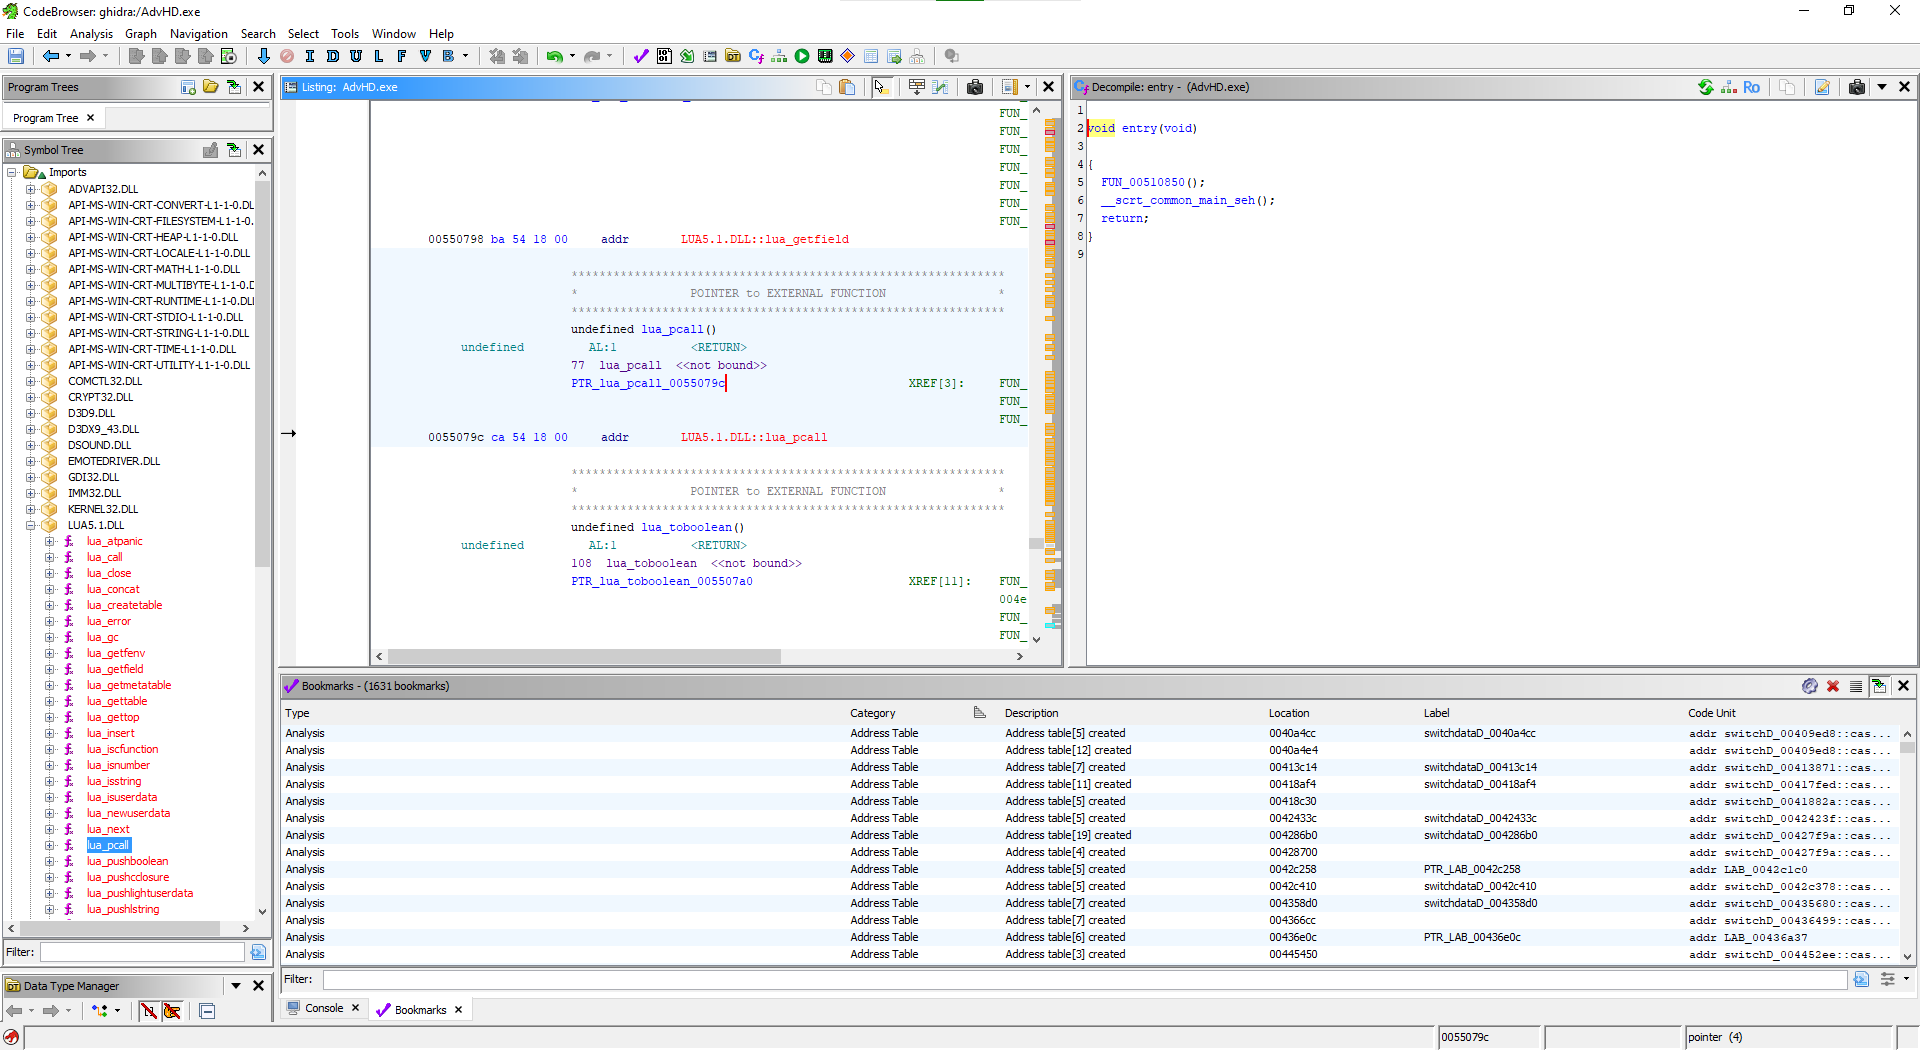 CodeBrowser: ghidra:/AdvHD.exe
File Edit Analysis Graph Navigation Search Select Tools Window Help
I D U L F V B
Program Trees
Program Tree
Symbol Tree
Imports
ADVAPI32.DLL
API-MS-WIN-CRT-CONVERT-L1-1-0.DL
API-MS-WIN-CRT-FILESYSTEM-L1-1-0.
API-MS-WIN-CRT-HEAP-L1-1-0.DLL
API-MS-WIN-CRT-LOCALE-L1-1-0.DLL
API-MS-WIN-CRT-MATH-L1-1-0.DLL
API-MS-WIN-CRT-MULTIBYTE-L1-1-0.D
API-MS-WIN-CRT-RUNTIME-L1-1-0.DLI
API-MS-WIN-CRT-STDIO-L1-1-0.DLL
API-MS-WIN-CRT-STRING-L1-1-0.DLL
API-MS-WIN-CRT-TIME-L1-1-0.DLL
API-MS-WIN-CRT-UTILITY-L1-1-0.DLL
COMCTL32.DLL
CRYPT32.DLL
D3D9.DLL
D3DX9_43.DLL
DSOUND.DLL
EMOTEDRIVER.DLL
GDI32.DLL
IMM32.DLL
KERNEL32.DLL
LUA5.1.DLL
lua_atpanic
lua_call
lua_close
lua_concat
lua_createtable
lua_error
lua_gc
lua_getfenv
lua_getfield
lua_getmetatable
lua_gettable
lua_gettop
lua_insert
lua_iscfunction
lua_isnumber
lua_isstring
lua_isuserdata
lua_newuserdata
lua_next
lua_pcall
lua_pushboolean
lua_pushcclosure
lua_pushlightuserdata
lua_pushlstring
Filter:
Data Type Manager
Listing: AdvHD.exe
FUN_
FUN_
FUN_
FUN_
FUN_
FUN_
FUN_
00550798 ba 54 18 00 addr LUA5.1.DLL::lua_getfield
**************************************************************
* POINTER to EXTERNAL FUNCTION *
**************************************************************
undefined lua_pcall()
undefined AL:1 <RETURN>
77 lua_pcall <<not bound>>
PTR_lua_pcall_0055079c XREF[3]: FUN_
FUN_
FUN_
0055079c ca 54 18 00 addr LUA5.1.DLL::lua_pcall
**************************************************************
* POINTER to EXTERNAL FUNCTION *
**************************************************************
undefined lua_toboolean()
undefined AL:1 <RETURN>
108 lua_toboolean <<not bound>>
PTR_lua_toboolean_005507a0 XREF[11]: FUN_
004e
FUN_
FUN_
Decompile: entry - (AdvHD.exe)
1
2 void entry(void)
3
4 {
5 FUN_00510850();
6 __scrt_common_main_seh();
7 return;
8 }
9
Bookmarks - (1631 bookmarks)
Type Category Description Location Label Code Unit
Analysis Address Table Address table[5] created 0040a4cc switchdataD_0040a4cc addr switchD_00409ed8::cas...
Analysis Address Table Address table[12] created 0040a4e4 addr switchD_00409ed8::cas...
Analysis Address Table Address table[7] created 00413c14 switchdataD_00413c14 addr switchD_00413871::cas...
Analysis Address Table Address table[11] created 00418af4 switchdataD_00418af4 addr switchD_00417fed::cas...
Analysis Address Table Address table[5] created 00418c30 addr switchD_0041882a::cas...
Analysis Address Table Address table[5] created 0042433c switchdataD_0042433c addr switchD_0042423f::cas...
Analysis Address Table Address table[19] created 004286b0 switchdataD_004286b0 addr switchD_00427f9a::cas...
Analysis Address Table Address table[4] created 00428700 addr switchD_00427f9a::cas...
Analysis Address Table Address table[5] created 0042c258 PTR_LAB_0042c258 addr LAB_0042c1c0
Analysis Address Table Address table[5] created 0042c410 switchdataD_0042c410 addr switchD_0042c378::cas...
Analysis Address Table Address table[7] created 004358d0 switchdataD_004358d0 addr switchD_00435680::cas...
Analysis Address Table Address table[7] created 004366cc addr switchD_00436499::cas...
Analysis Address Table Address table[6] created 00436e0c PTR_LAB_00436e0c addr LAB_00436a37
Analysis Address Table Address table[3] created 00445450 addr switchD_004452ee::cas...
Filter:
Console Bookmarks
0055079c pointer (4)